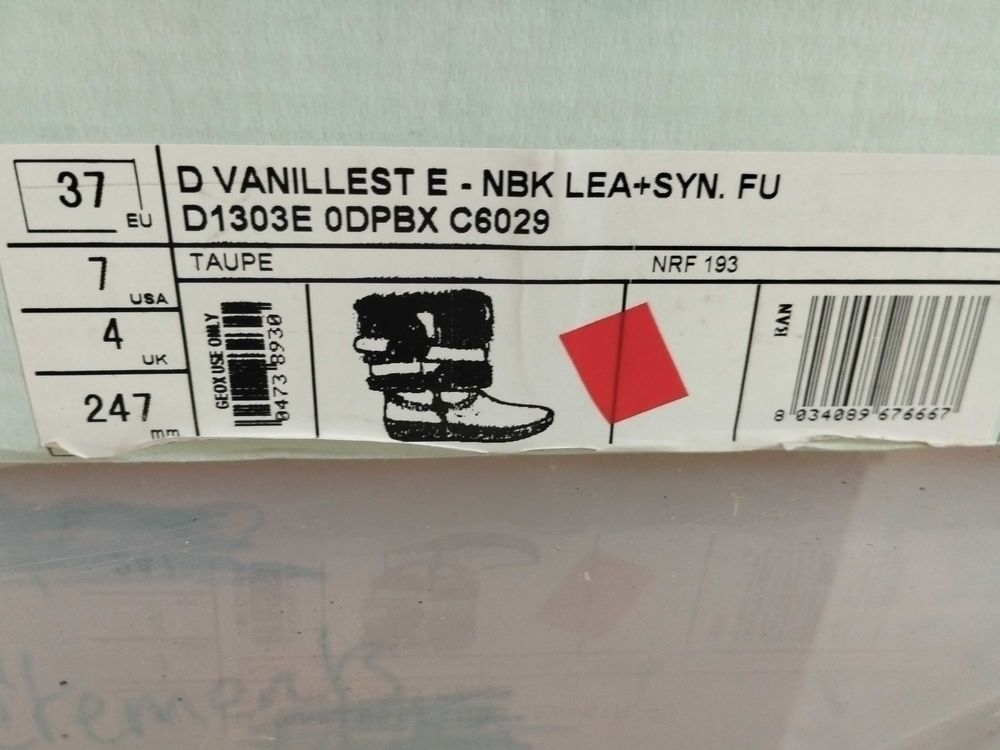 37 EU
D VANILLEST E - NBK LEA+SYN. FU
D1303E 0DPBX C6029
7 USA
TAUPE
NRF 193
4 UK
247 mm
GEOX USE ONLY
0473 8930
RAN
8 034089 676667